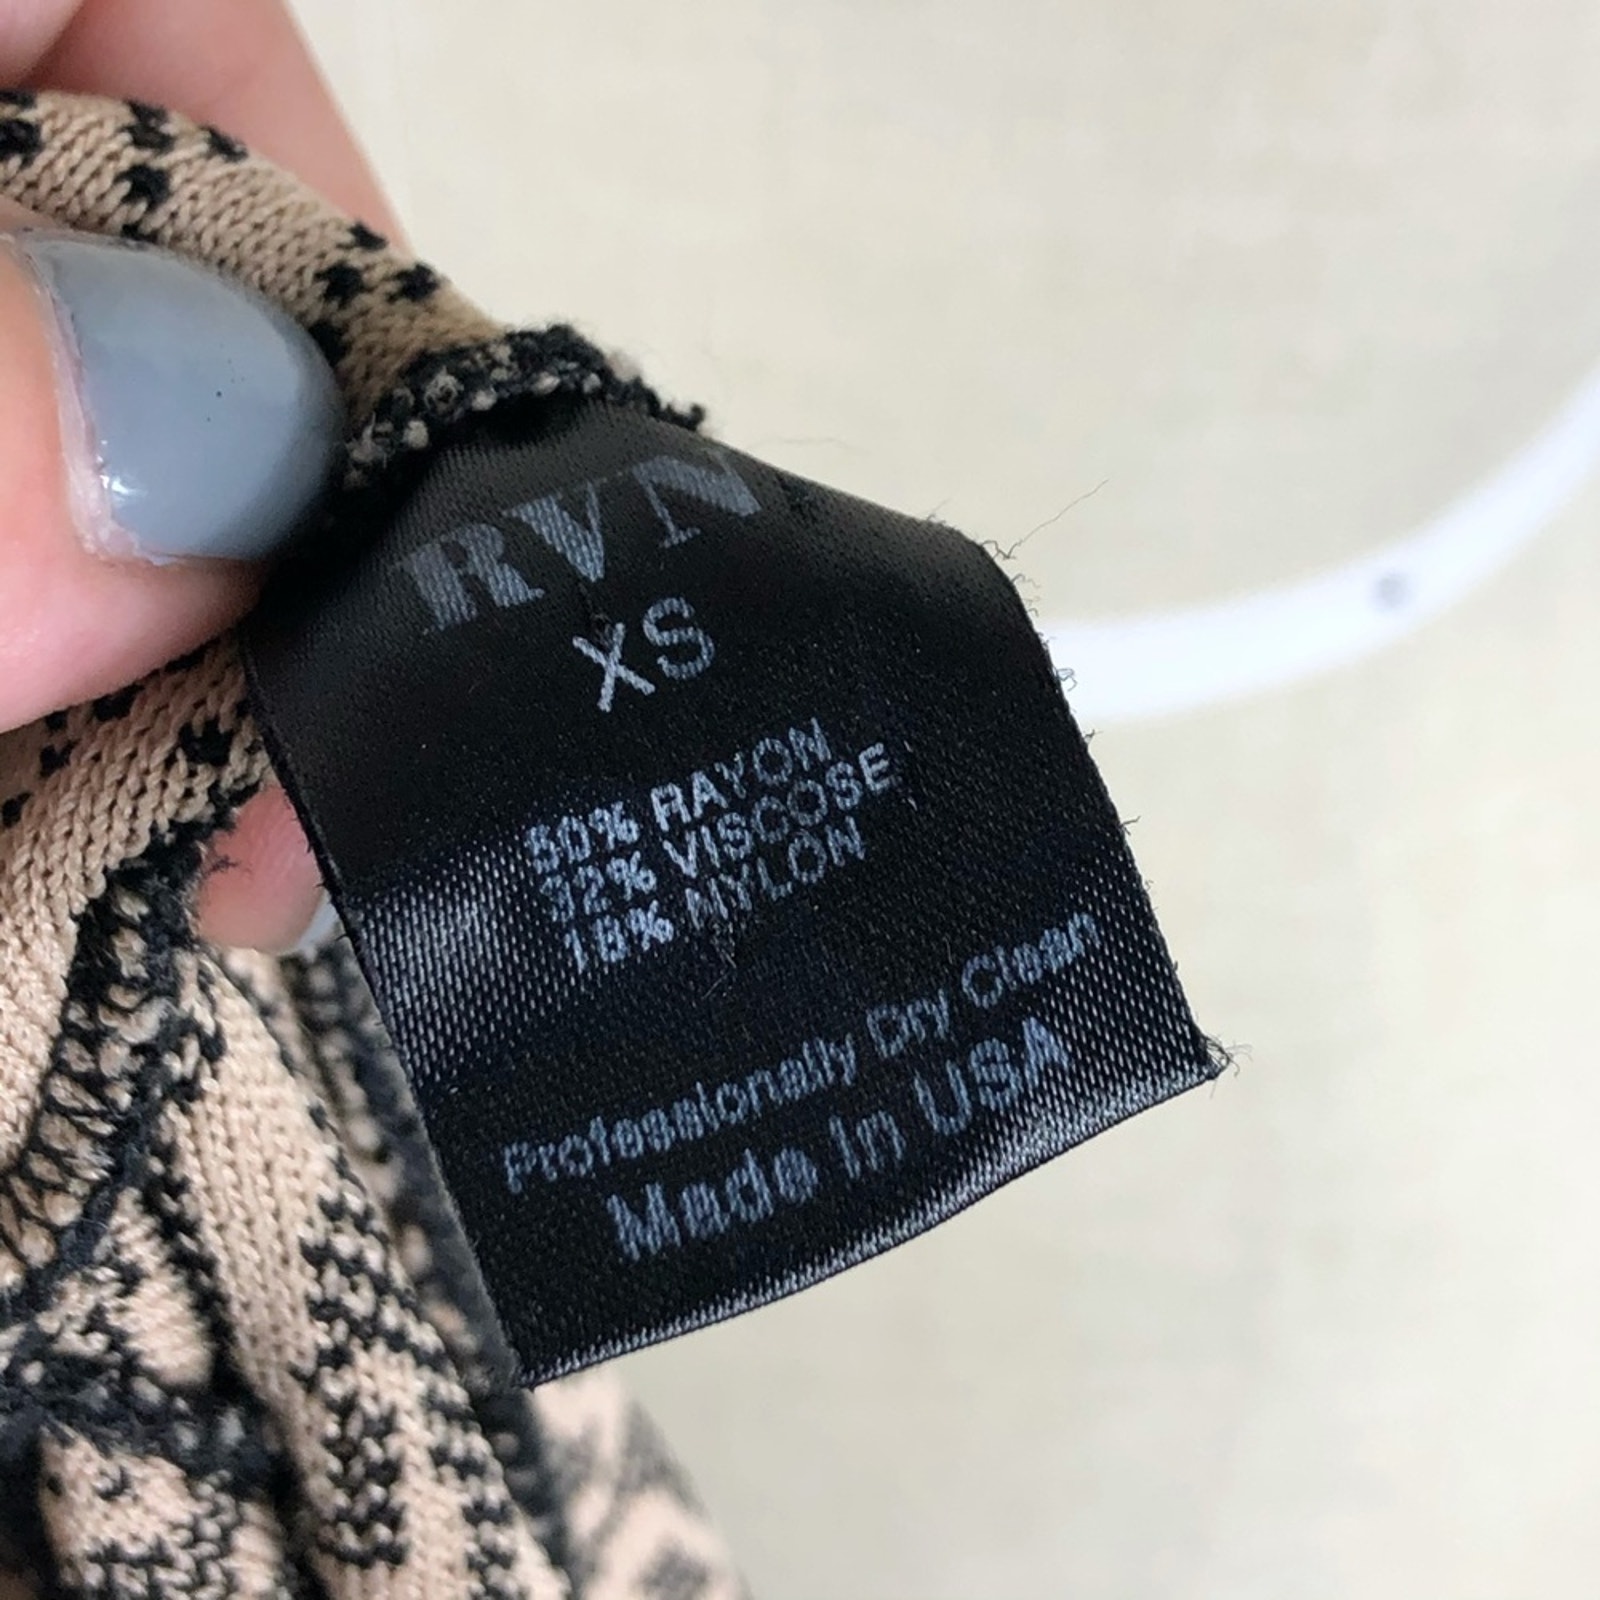 RVN
XS
50% RAYON
32% VISCOSE
18% NYLON
Professionally Dry Clean
Made In USA